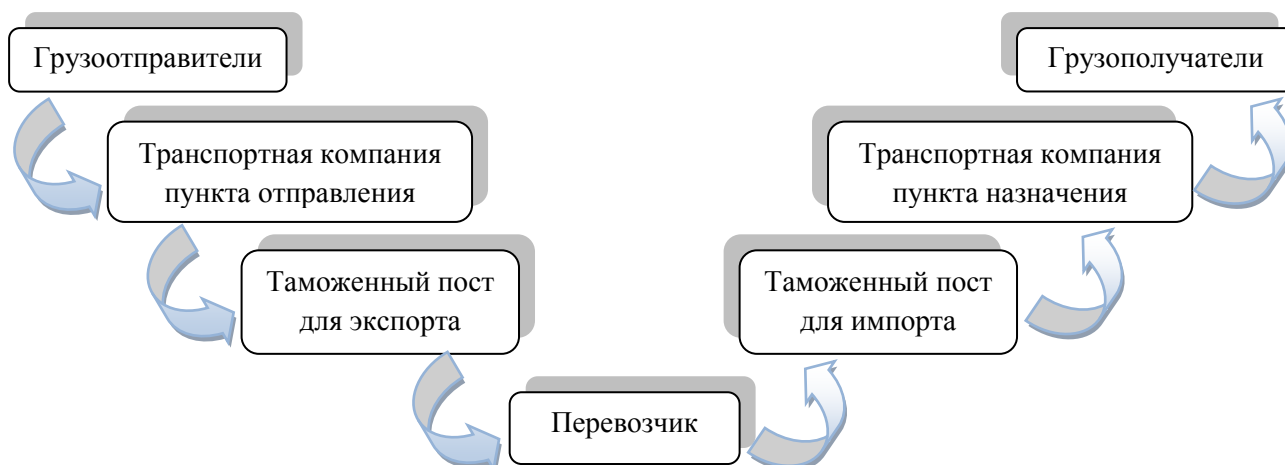 Грузоотправители
Транспортная компания
пункта отправления
Таможенный пост
для экспорта
Перевозчик
Таможенный пост
для импорта
Транспортная компания
пункта назначения
Грузополучатели